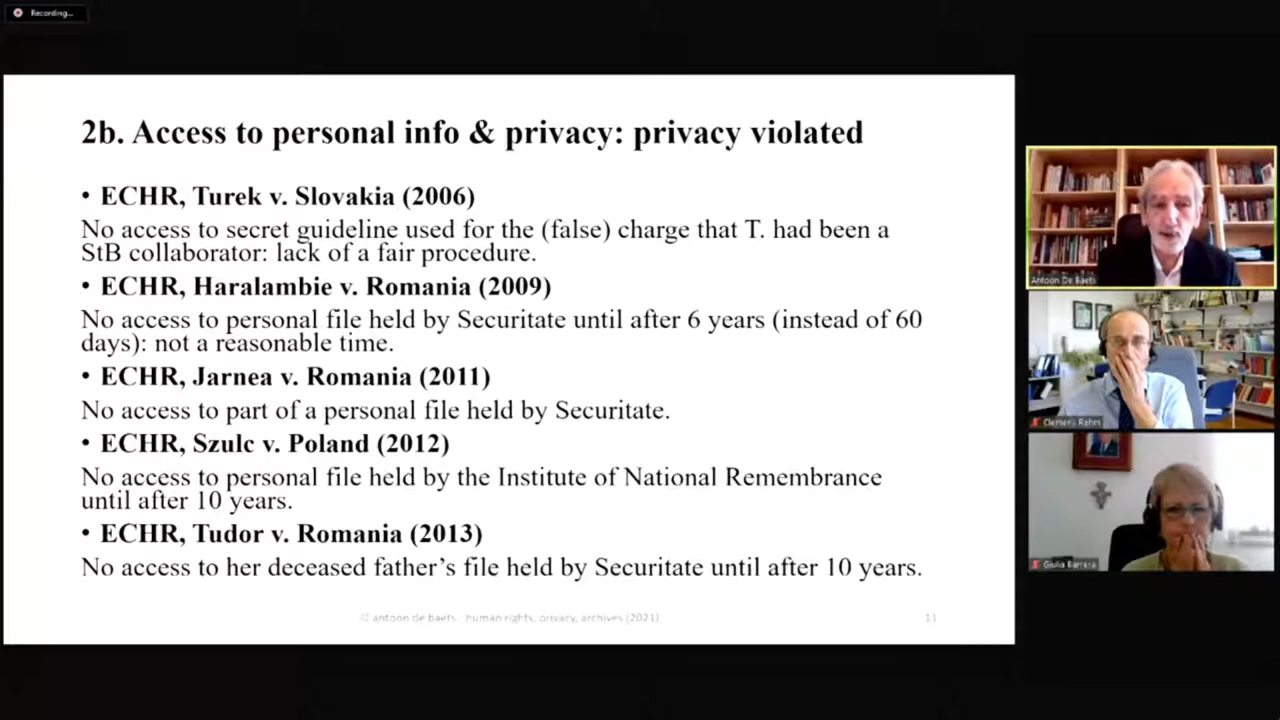 Recording...
2b. Access to personal info & privacy: privacy violated
• ECHR, Turek v. Slovakia (2006)
No access to secret guideline used for the (false) charge that T. had been a
StB collaborator: lack of a fair procedure.
• ECHR, Haralambie v. Romania (2009)
No access to personal file held by Securitate until after 6 years (instead of 60
days): not a reasonable time.
• ECHR, Jarnea v. Romania (2011)
No access to part of a personal file held by Securitate.
• ECHR, Szulc v. Poland (2012)
No access to personal file held by the Institute of National Remembrance
until after 10 years.
• ECHR, Tudor v. Romania (2013)
No access to her deceased father's file held by Securitate until after 10 years.
antoon de baets, human rights, privacy, archives (2021)
11
Antoon De Baets
Clemens Rehm
Giulia Barrera